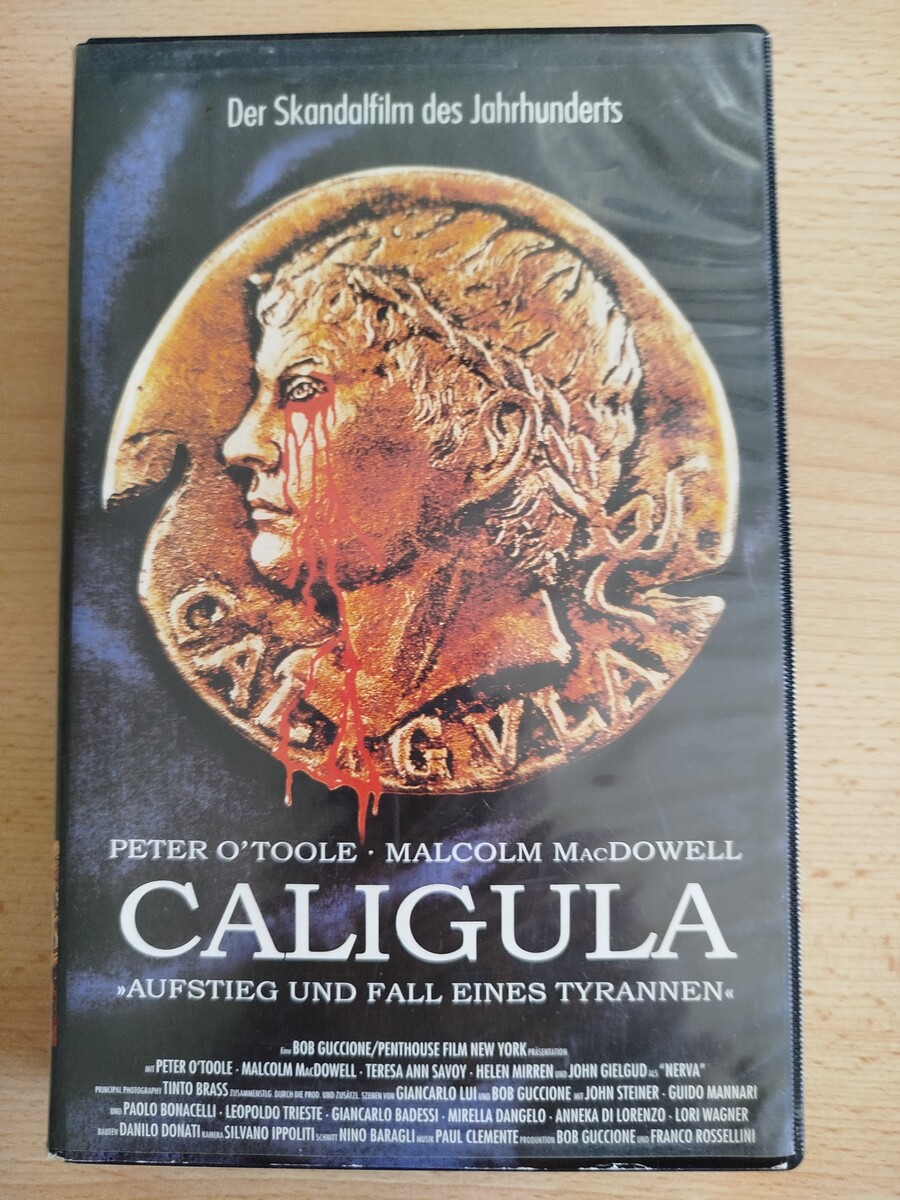 Der Skandalfilm des Jahrhunderts
CALIGVLA
PETER O'TOOLE · MALCOLM MACDOWELL
CALIGULA
»AUFSTIEG UND FALL EINES TYRANNEN«
Eine BOB GUCCIONE/PENTHOUSE FILM NEW YORK PRÄSENTATION
MIT PETER O'TOOLE · MALCOLM MACDOWELL · TERESA ANN SAVOY · HELEN MIRREN UND JOHN GIELGUD ALS "NERVA"
PRINCIPAL PHOTOGRAPHY TINTO BRASS ZUSAMMENSTLG. DURCH DIE PROD. UND ZUSÄTZL. SZENEN VON GIANCARLO LUI UND BOB GUCCIONE MIT JOHN STEINER · GUIDO MANNARI
UND PAOLO BONACELLI · LEOPOLDO TRIESTE · GIANCARLO BADESSI · MIRELLA DANGELO · ANNEKA DI LORENZO · LORI WAGNER
BAUTEN DANILO DONATI KAMERA SILVANO IPPOLITI SCHNITT NINO BARAGLI MUSIK PAUL CLEMENTE PRODUKTION BOB GUCCIONE UND FRANCO ROSSELLINI